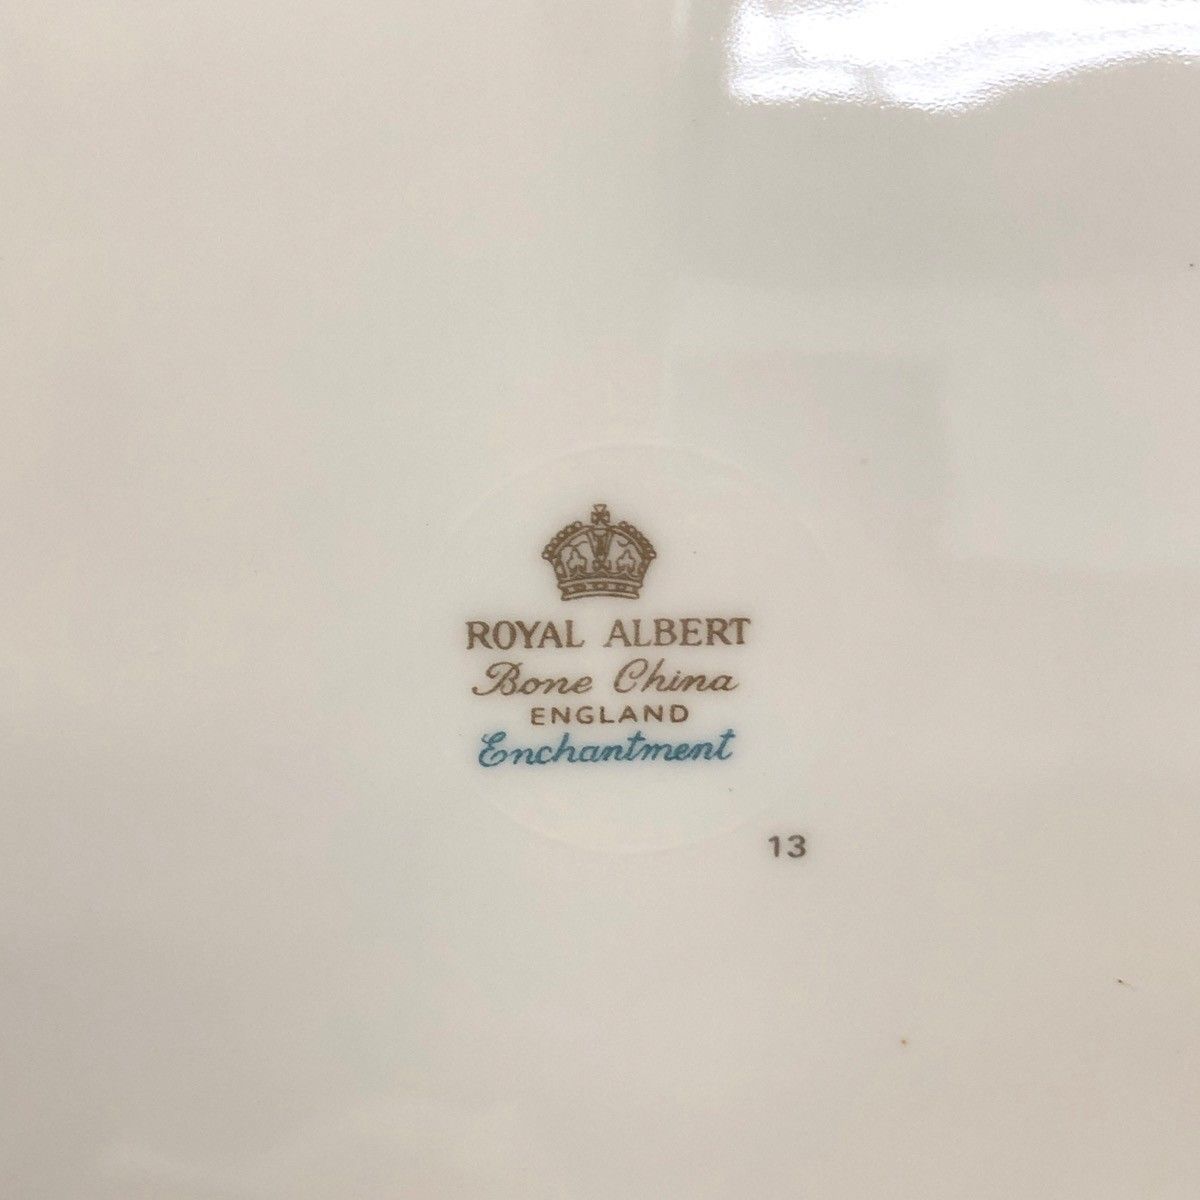 ROYAL ALBERT
Bone China
ENGLAND
Enchantment
13